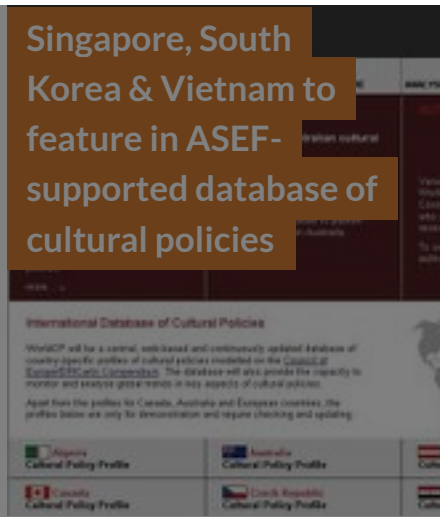 Singapore, South
Korea & Vietnam to
feature in ASEF-
supported database of
cultural policies
International Database of Cultural Policies
WorldCP will be a central, web-based and continuously updated database of
country-specific profiles of cultural policies modelled on the Council of
Europe/ERICarts Compendium. The database will also provide the capacity to
monitor and analyse global trends in key aspects of cultural policies.
Apart from the profiles for Canada, Australia and European countries, the
profiles below are only for demonstration and require checking and updating.
Algeria
Cultural Policy Profile
Australia
Cultural Policy Profile
Canada
Cultural Policy Profile
Czech Republic
Cultural Policy Profile